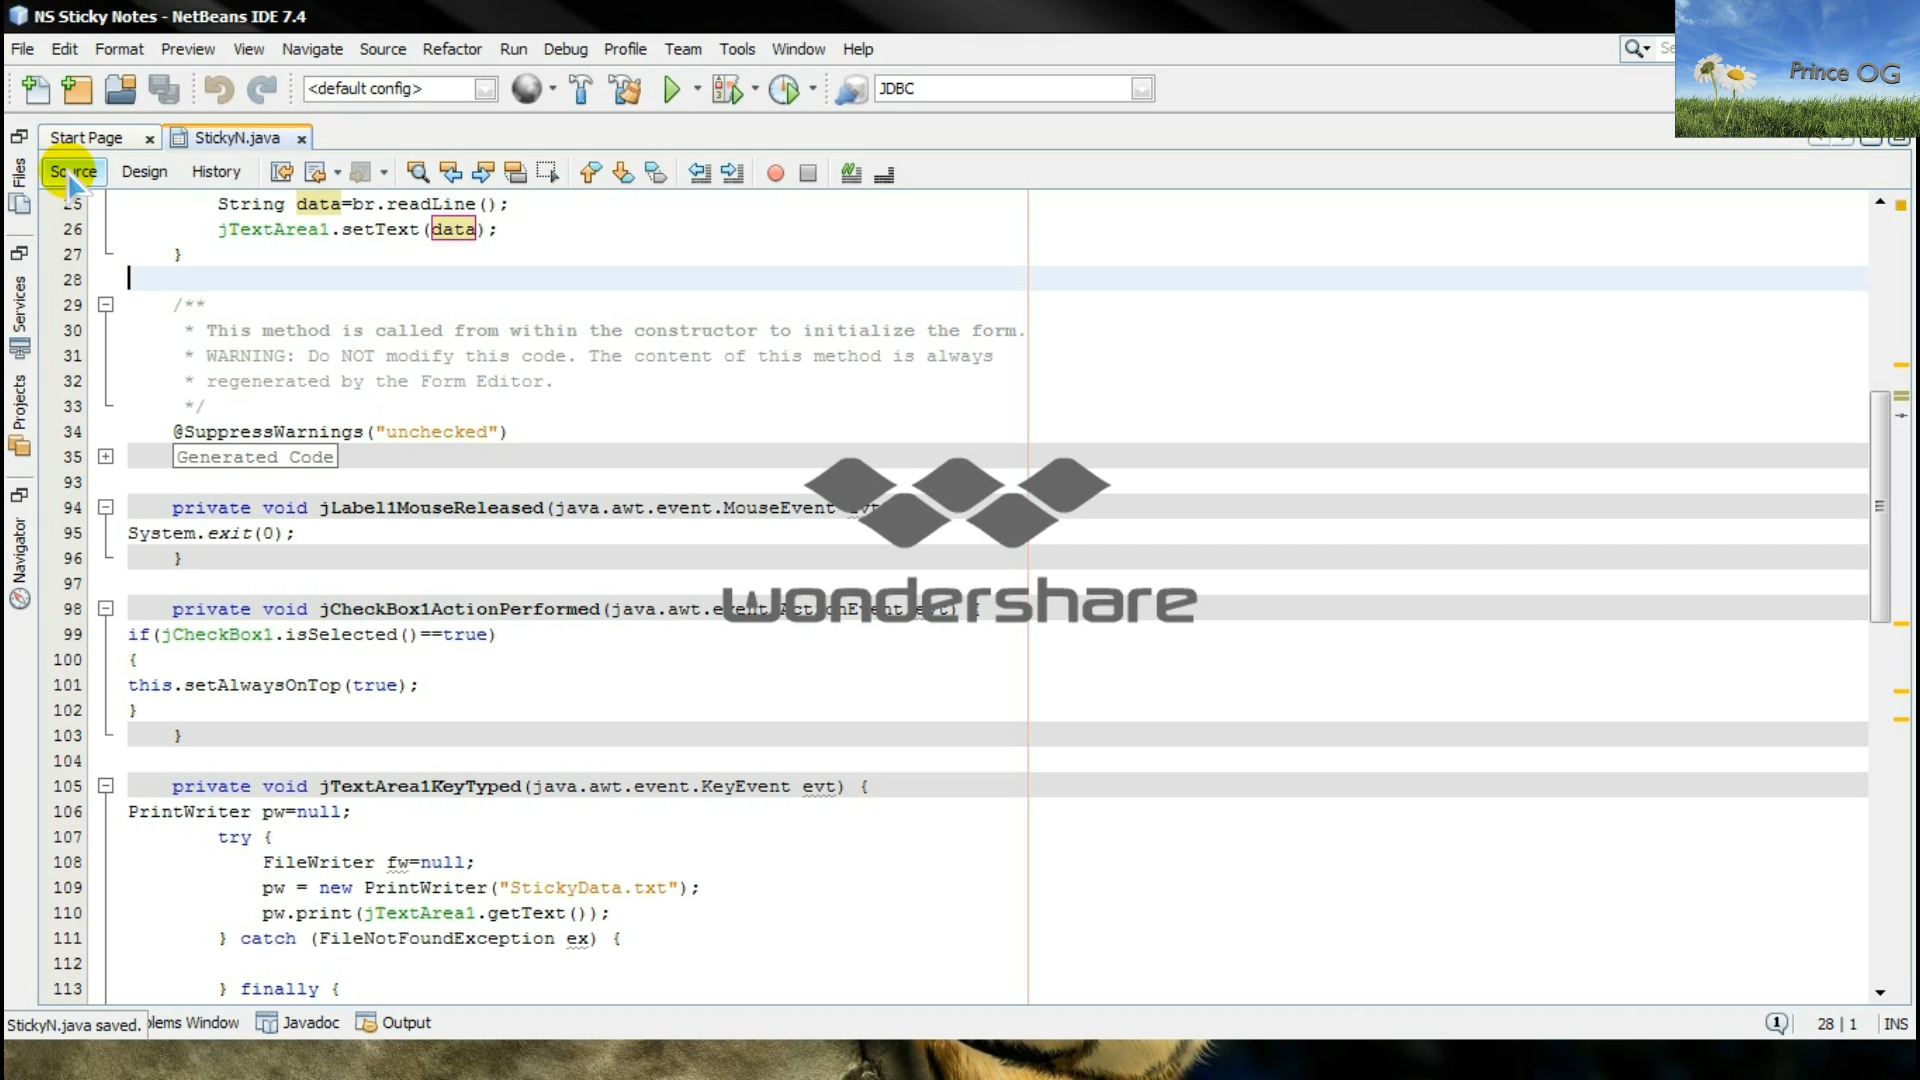 NS Sticky Notes - NetBeans IDE 7.4
File Edit Format Preview View Navigate Source Refactor Run Debug Profile Team Tools Window Help
<default config> JDBC
Prince OG
Start Page StickyN.java
Source Design History
Files
Services
Projects
Navigator
25 String data=br.readLine();
26 jTextArea1.setText(data);
27 }
28
29 /**
30 * This method is called from within the constructor to initialize the form.
31 * WARNING: Do NOT modify this code. The content of this method is always
32 * regenerated by the Form Editor.
33 */
34 @SuppressWarnings("unchecked")
35 Generated Code
93
94 private void jLabel1MouseReleased(java.awt.event.MouseEvent evt
95 System.exit(0);
96 }
97
98 private void jCheckBox1ActionPerformed(java.awt.event.ActionEvent evt) {
99 if(jCheckBox1.isSelected()==true)
100 {
101 this.setAlwaysOnTop(true);
102 }
103 }
104
105 private void jTextArea1KeyTyped(java.awt.event.KeyEvent evt) {
106 PrintWriter pw=null;
107 try {
108 FileWriter fw=null;
109 pw = new PrintWriter("StickyData.txt");
110 pw.print(jTextArea1.getText());
111 } catch (FileNotFoundException ex) {
112
113 } finally {
wondershare
StickyN.java saved. Window Javadoc Output 1 28 | 1 INS